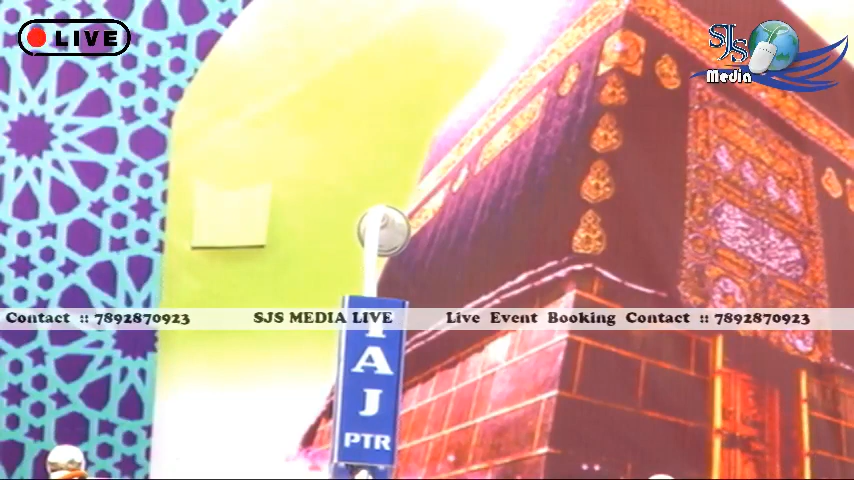 LIVE
SJS
Media
Contact :: 7892870923 SJS MEDIA LIVE Live Event Booking Contact :: 7892870923
AJ
PTR